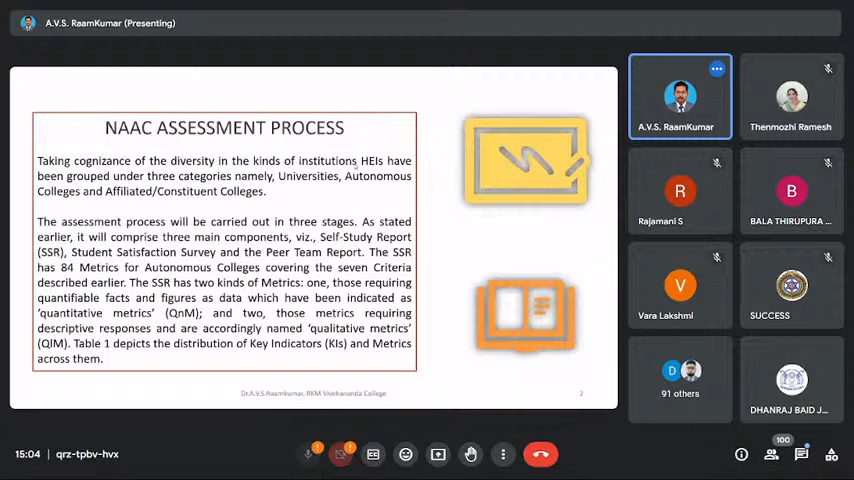 A.V.S. RaamKumar (Presenting)
NAAC ASSESSMENT PROCESS
Taking cognizance of the diversity in the kinds of institutions HEIs have
been grouped under three categories namely, Universities, Autonomous
Colleges and Affiliated/Constituent Colleges.
The assessment process will be carried out in three stages. As stated
earlier, it will comprise three main components, viz., Self-Study Report
(SSR), Student Satisfaction Survey and the Peer Team Report. The SSR
has 84 Metrics for Autonomous Colleges covering the seven Criteria
described earlier. The SSR has two kinds of Metrics: one, those requiring
quantifiable facts and figures as data which have been indicated as
‘quantitative metrics’ (QnM); and two, those metrics requiring
descriptive responses and are accordingly named ‘qualitative metrics’
(QlM). Table 1 depicts the distribution of Key Indicators (KIs) and Metrics
across them.
Dr.A.V.S.Raamkumar, RKM Vivekananda College
2
A.V.S. RaamKumar
Thenmozhi Ramesh
R
Rajamani S
B
BALA THIRUPURA ...
V
Vara Lakshmi
SUCCESS
D
91 others
DHANRAJ BAID J...
15:04 | qrz-tpbv-hvx
CC
100